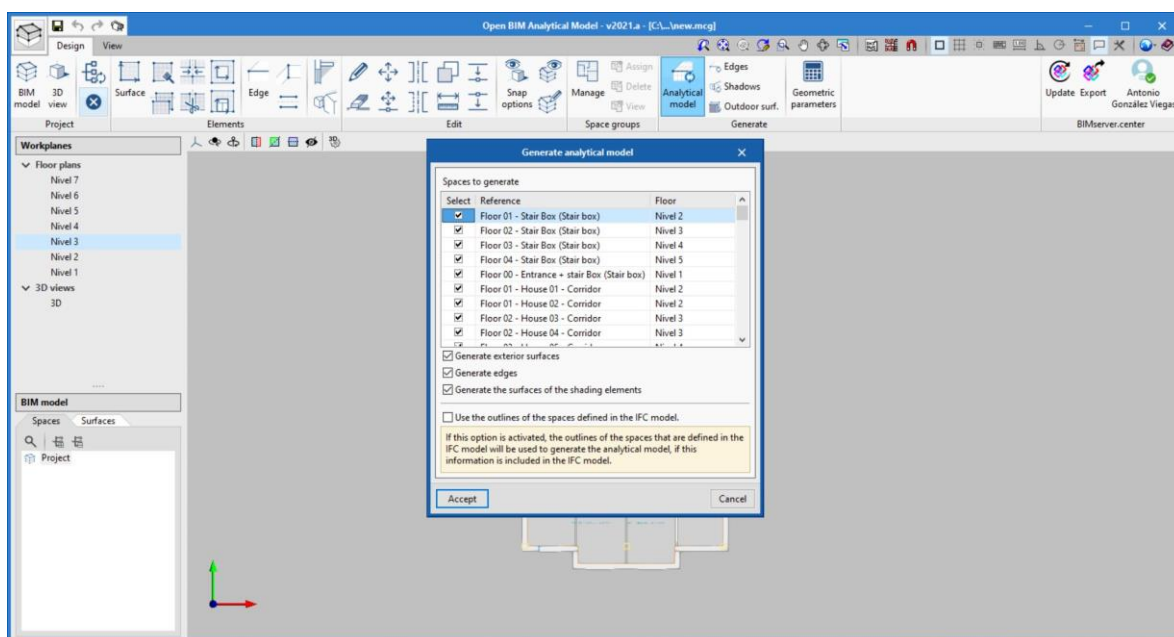 Open BIM Analytical Model - v2021.a - [C:\...\new.mcg]
Design View
BIM model
3D view
Surface
Edge
Snap options
Manage
Assign
Delete
View
Analytical model
Edges
Shadows
Outdoor surf.
Geometric parameters
Update
Export
Antonio González Viegas
Project
Elements
Edit
Space groups
Generate
BIMserver.center
Workplanes
Floor plans
Nivel 7
Nivel 6
Nivel 5
Nivel 4
Nivel 3
Nivel 2
Nivel 1
3D views
3D
BIM model
Spaces Surfaces
Project
Generate analytical model
Spaces to generate
Select Reference Floor
Floor 01 - Stair Box (Stair box) Nivel 2
Floor 02 - Stair Box (Stair box) Nivel 3
Floor 03 - Stair Box (Stair box) Nivel 4
Floor 04 - Stair Box (Stair box) Nivel 5
Floor 00 - Entrance + stair Box (Stair box) Nivel 1
Floor 01 - House 01 - Corridor Nivel 2
Floor 01 - House 02 - Corridor Nivel 2
Floor 02 - House 03 - Corridor Nivel 3
Floor 02 - House 04 - Corridor Nivel 3
Generate exterior surfaces
Generate edges
Generate the surfaces of the shading elements
Use the outlines of the spaces defined in the IFC model.
If this option is activated, the outlines of the spaces that are defined in the
IFC model will be used to generate the analytical model, if this
information is included in the IFC model.
Accept Cancel